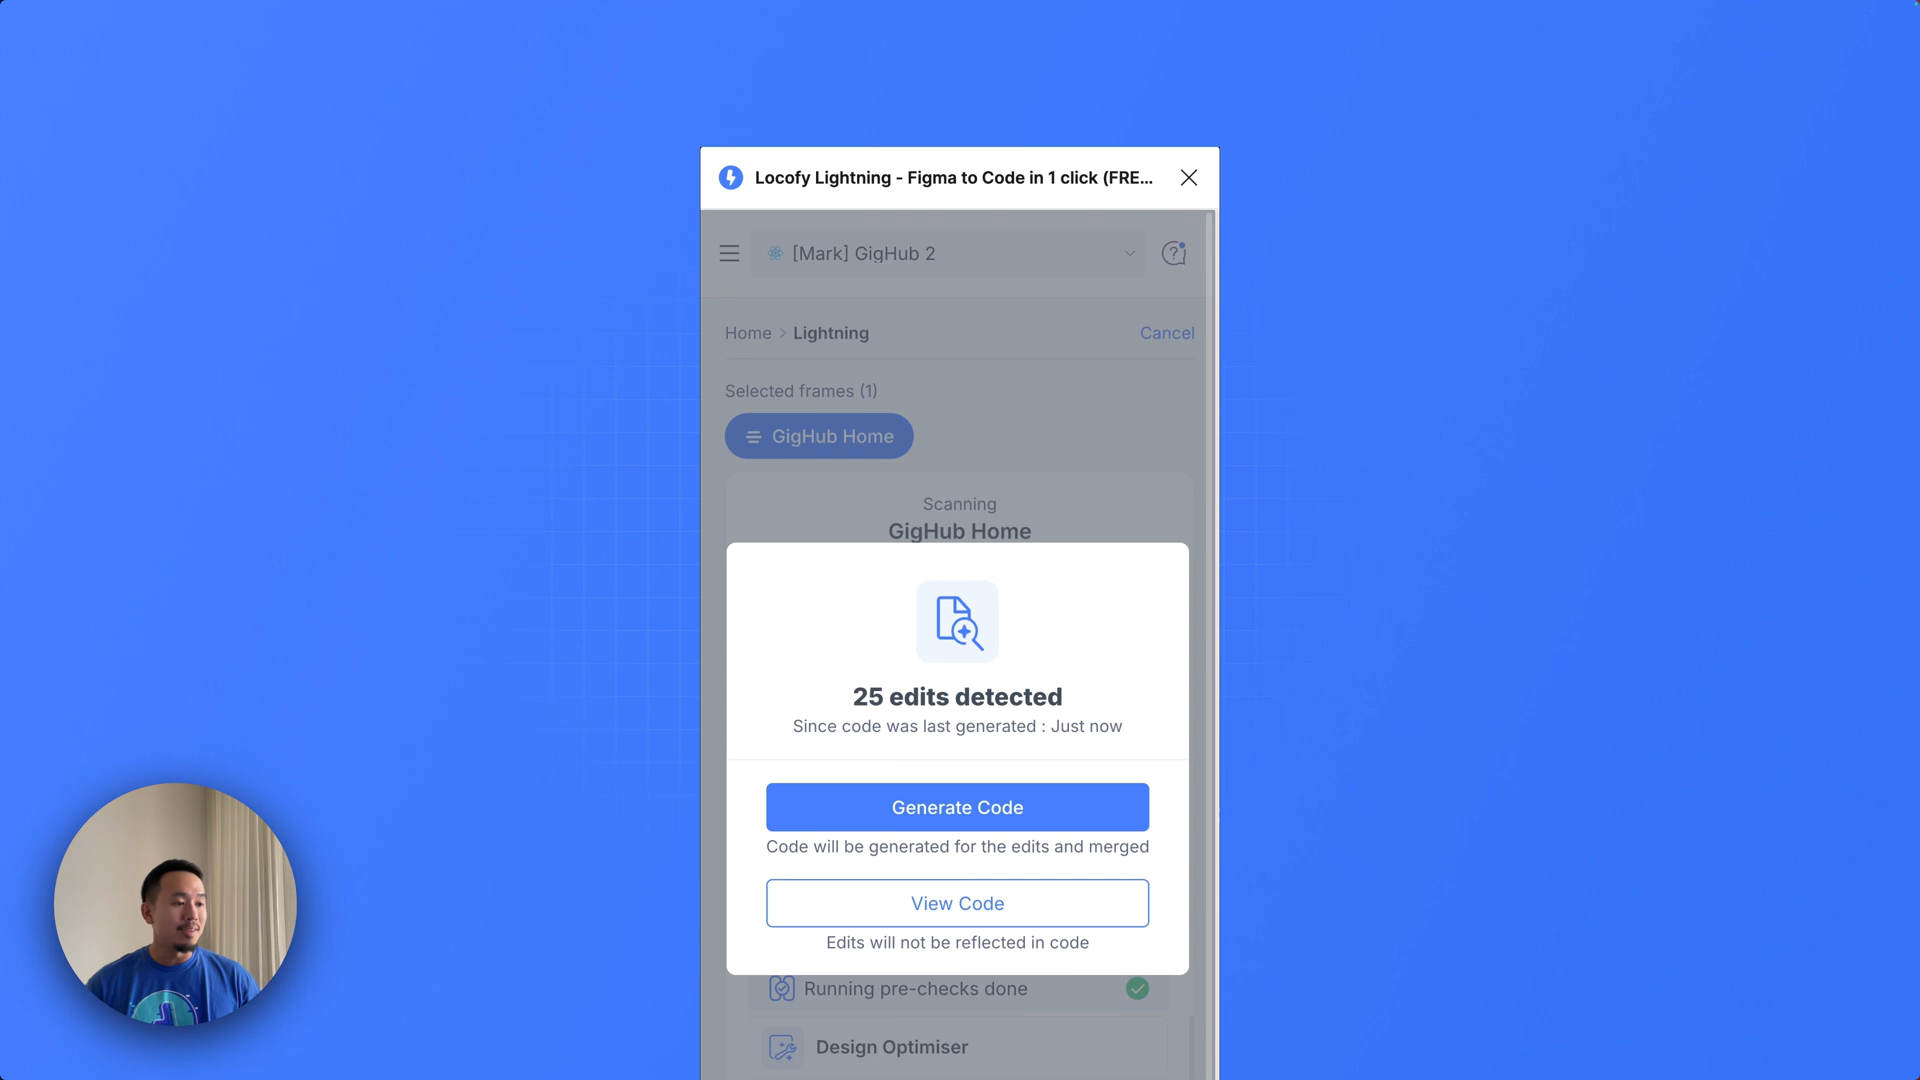 Locofy Lightning - Figma to Code in 1 click (FRE...
[Mark] GigHub 2
Home > Lightning
Cancel
Selected frames (1)
GigHub Home
Scanning
GigHub Home
25 edits detected
Since code was last generated : Just now
Generate Code
Code will be generated for the edits and merged
View Code
Edits will not be reflected in code
Running pre-checks done
Design Optimiser